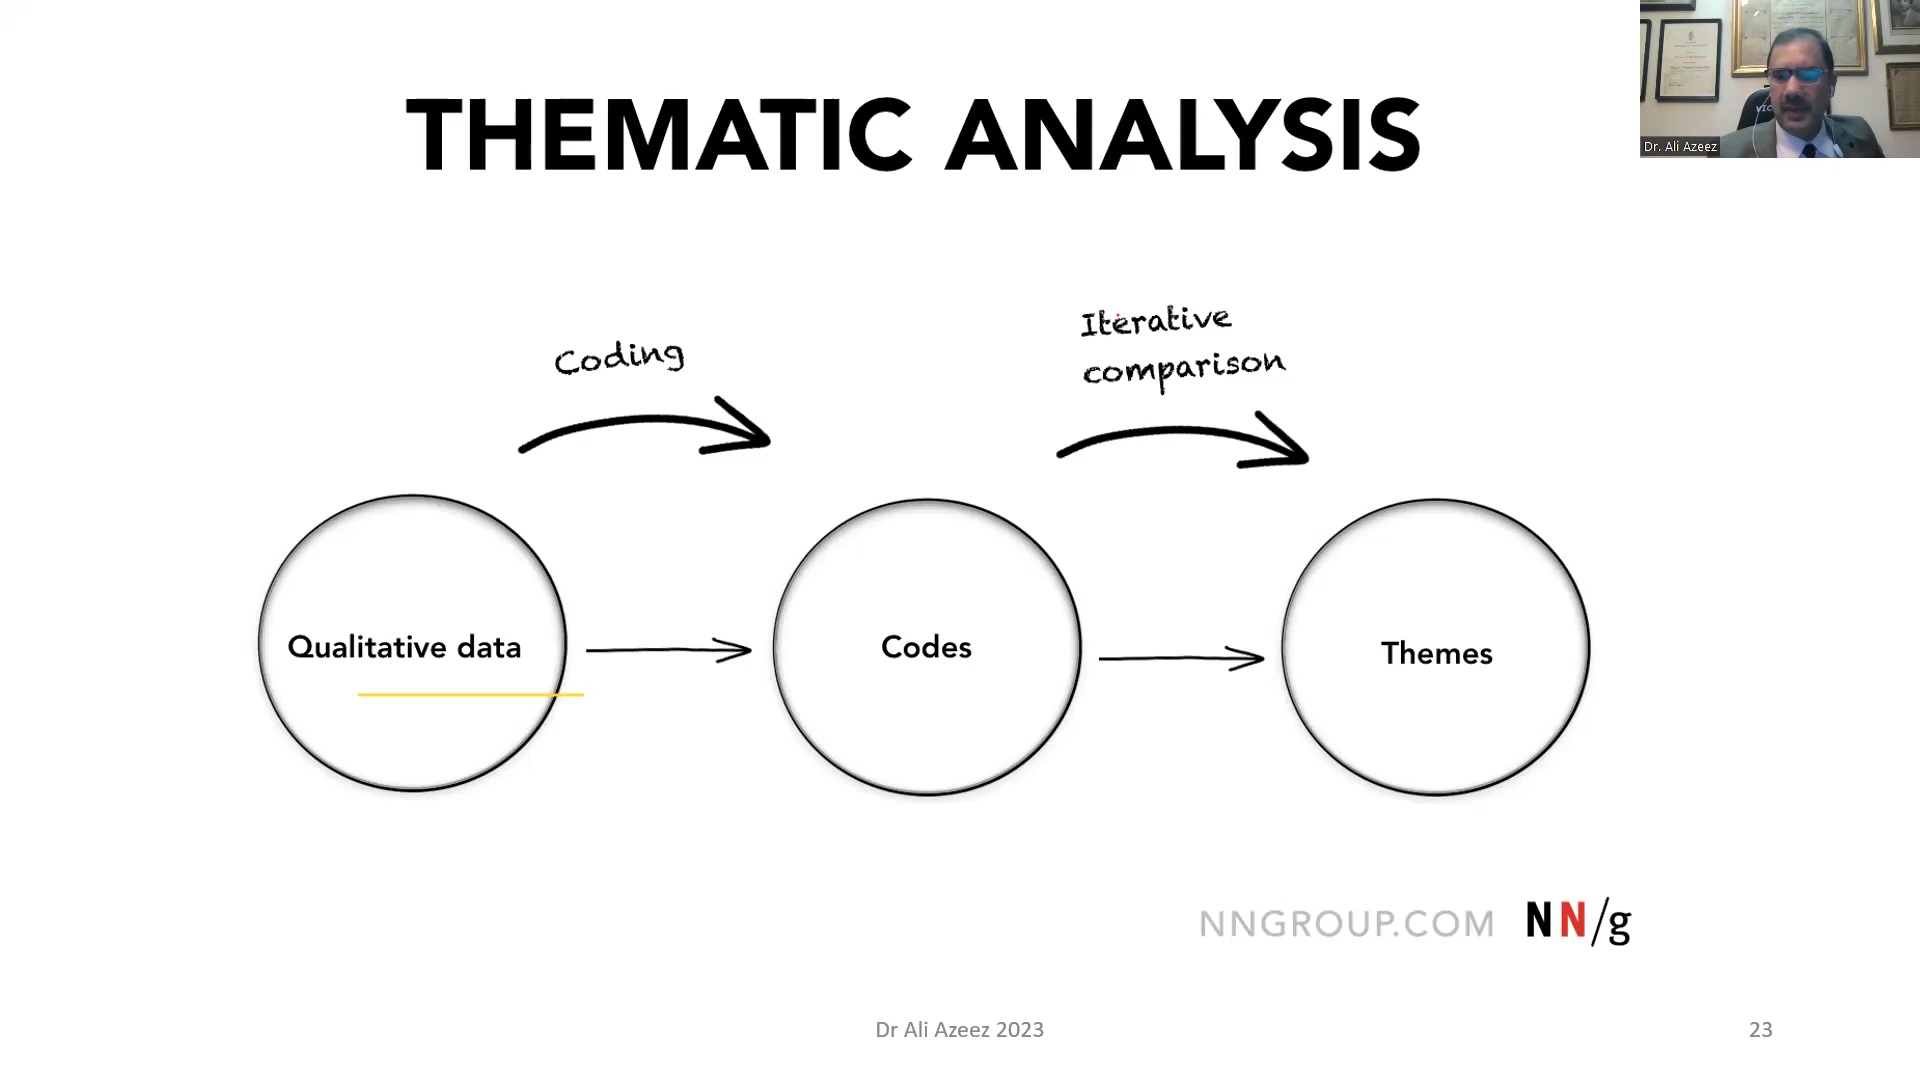 THEMATIC ANALYSIS
Dr. Ali Azeez
Coding
Iterative
comparison
Qualitative data
Codes
Themes
NNGROUP.COM NN/g
Dr Ali Azeez 2023
23